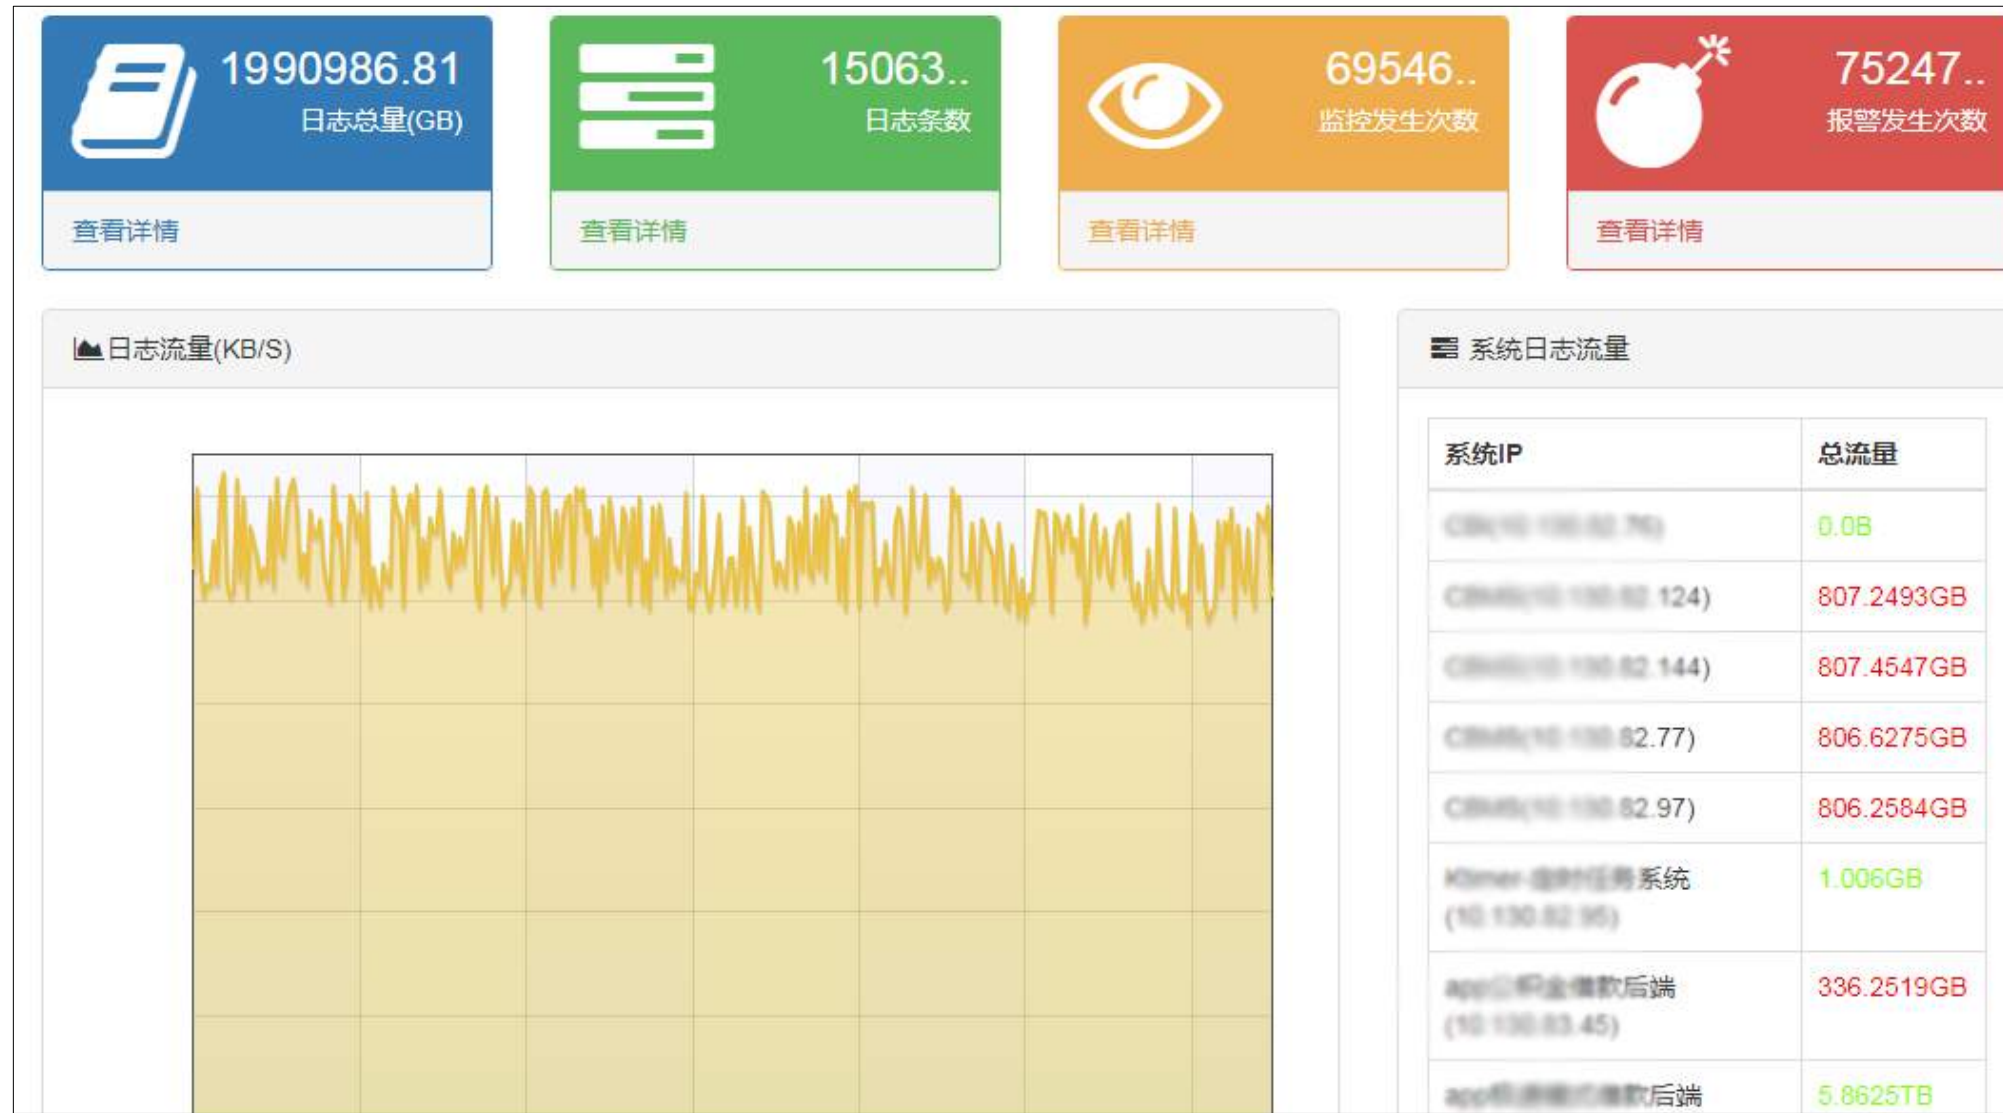 1990986.81
日志总量(GB)
查看详情
15063..
日志条数
查看详情
69546..
监控发生次数
查看详情
75247..
报警发生次数
查看详情
日志流量(KB/S)
系统日志流量
系统IP 总流量
0.0B
124) 807.2493GB
144) 807.4547GB
82.77) 806.6275GB
82.97) 806.2584GB
系统 1.006GB
后端 336.2519GB
45)
后端 5.8625TB